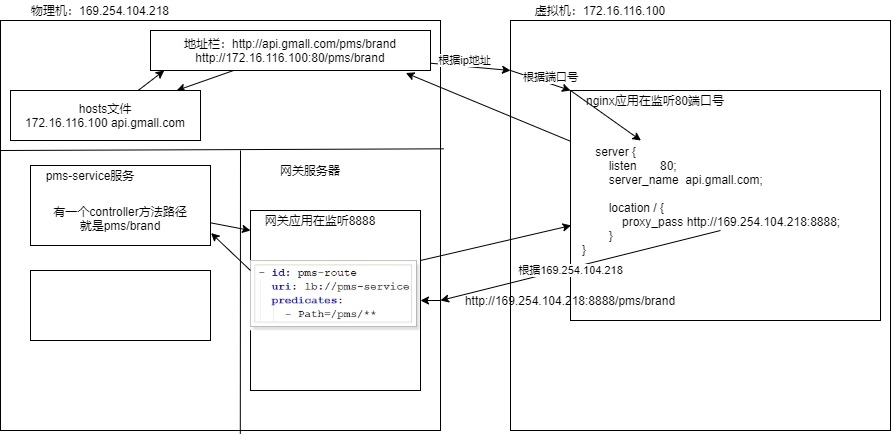 物理机：169.254.104.218
虚拟机：172.16.116.100
地址栏：http://api.gmall.com/pms/brand
http://172.16.116.100:80/pms/brand
根据ip地址
根据端口号
hosts文件
172.16.116.100 api.gmall.com
nginx应用在监听80端口号
server {
listen 80;
server_name api.gmall.com;
location / {
proxy_pass http://169.254.104.218:8888;
}
}
pms-service服务
有一个controller方法路径
就是pms/brand
网关服务器
网关应用在监听8888
- id: pms-route
uri: lb://pms-service
predicates:
- Path=/pms/**
根据169.254.104.218
http://169.254.104.218:8888/pms/brand